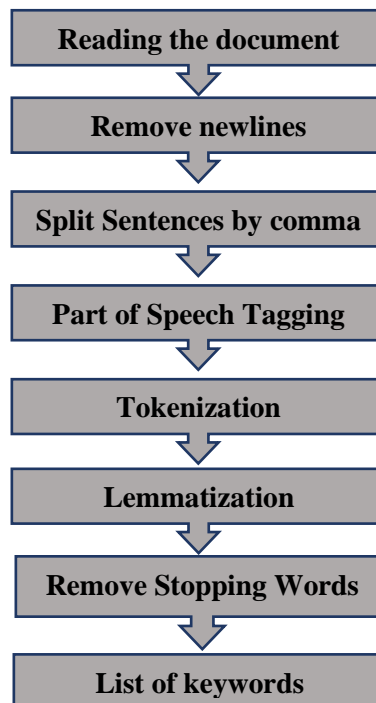 Reading the document
Remove newlines
Split Sentences by comma
Part of Speech Tagging
Tokenization
Lemmatization
Remove Stopping Words
List of keywords